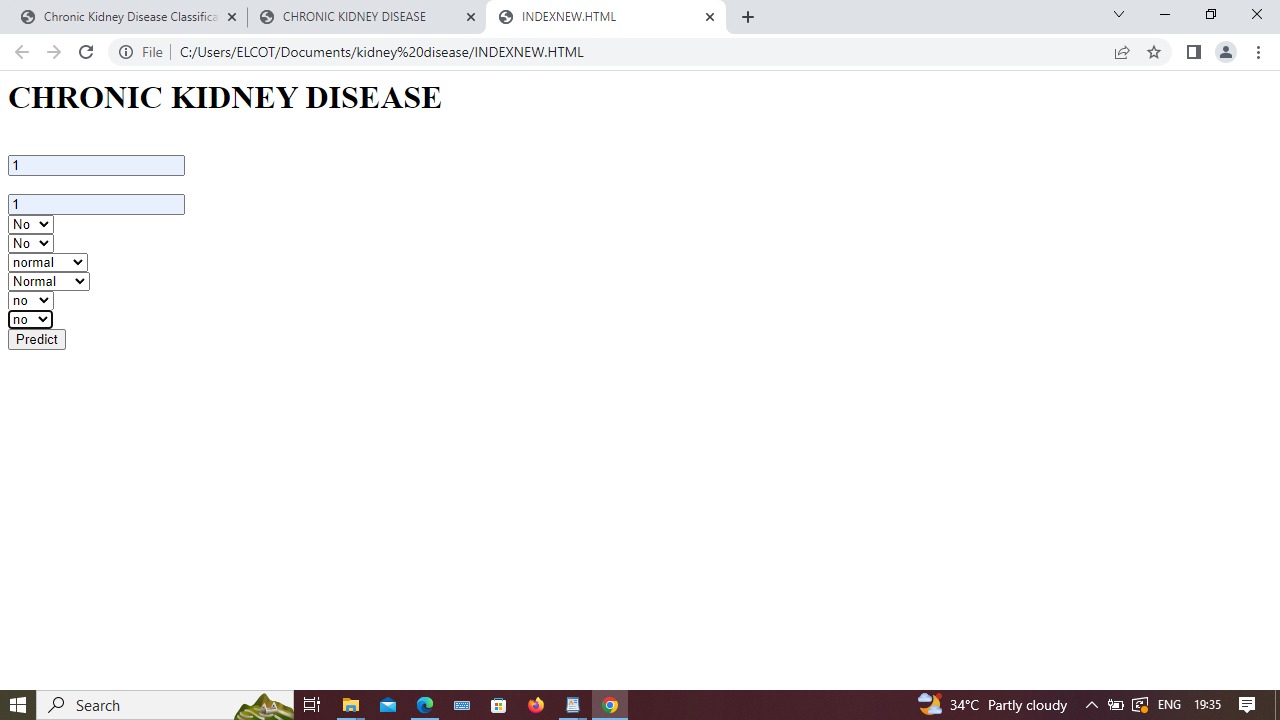 Chronic Kidney Disease Classifica
CHRONIC KIDNEY DISEASE
INDEXNEW.HTML
File
C:/Users/ELCOT/Documents/kidney%20disease/INDEXNEW.HTML
CHRONIC KIDNEY DISEASE
1
1
No
No
normal
Normal
no
no
Predict
Search
34°C Partly cloudy
ENG
19:35